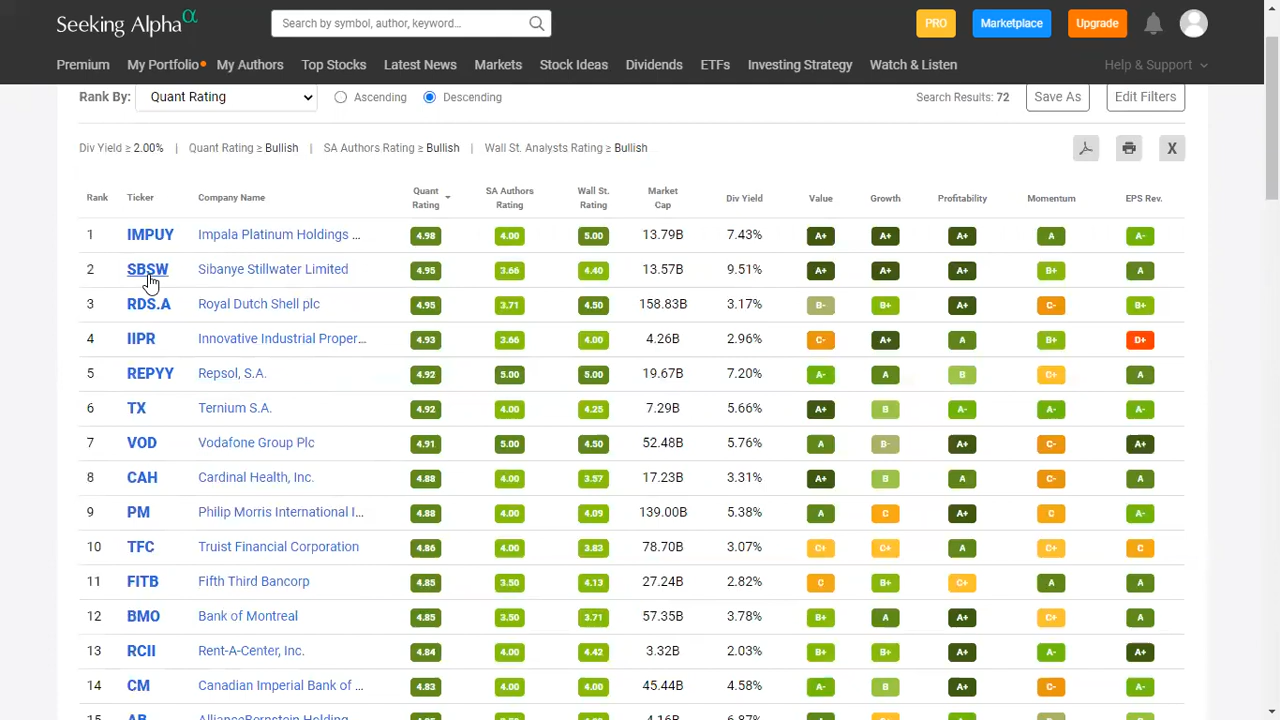 Seeking Alpha α Search by symbol, author, keyword... PRO Marketplace Upgrade
Premium My Portfolio My Authors Top Stocks Latest News Markets Stock Ideas Dividends ETFs Investing Strategy Watch & Listen Help & Support
Rank By: Quant Rating Ascending Descending Search Results: 72 Save As Edit Filters
Div Yield ≥ 2.00% | Quant Rating ≥ Bullish | SA Authors Rating ≥ Bullish | Wall St. Analysts Rating ≥ Bullish X
Rank Ticker Company Name Quant Rating SA Authors Rating Wall St. Rating Market Cap Div Yield Value Growth Profitability Momentum EPS Rev.
1 IMPUY Impala Platinum Holdings ... 4.98 4.00 5.00 13.79B 7.43% A+ A+ A+ A A-
2 SBSW Sibanye Stillwater Limited 4.95 3.66 4.40 13.57B 9.51% A+ A+ A+ B+ A
3 RDS.A Royal Dutch Shell plc 4.95 3.71 4.50 158.83B 3.17% B- B+ A+ C- B+
4 IIPR Innovative Industrial Proper... 4.93 3.66 4.00 4.26B 2.96% C- A+ A B+ D+
5 REPYY Repsol, S.A. 4.92 5.00 5.00 19.67B 7.20% A- A B C+ A
6 TX Ternium S.A. 4.92 4.00 4.25 7.29B 5.66% A+ B A- A- A-
7 VOD Vodafone Group Plc 4.91 5.00 4.50 52.48B 5.76% A B- A+ C- A+
8 CAH Cardinal Health, Inc. 4.88 4.00 3.57 17.23B 3.31% A+ B A C- A
9 PM Philip Morris International I... 4.88 4.00 4.09 139.00B 5.38% A C A+ C A-
10 TFC Truist Financial Corporation 4.86 4.00 3.83 78.70B 3.07% C+ C+ A C+ C
11 FITB Fifth Third Bancorp 4.85 3.50 4.13 27.24B 2.82% C B+ C+ A A
12 BMO Bank of Montreal 4.85 3.50 3.71 57.35B 3.78% B+ A A+ C+ A
13 RCII Rent-A-Center, Inc. 4.84 4.00 4.42 3.32B 2.03% B+ B+ A+ A- A+
14 CM Canadian Imperial Bank of ... 4.83 4.00 4.00 45.44B 4.58% A- B A+ C- A-
15 AB AllianceBernstein Holding 4.16B 6.87%